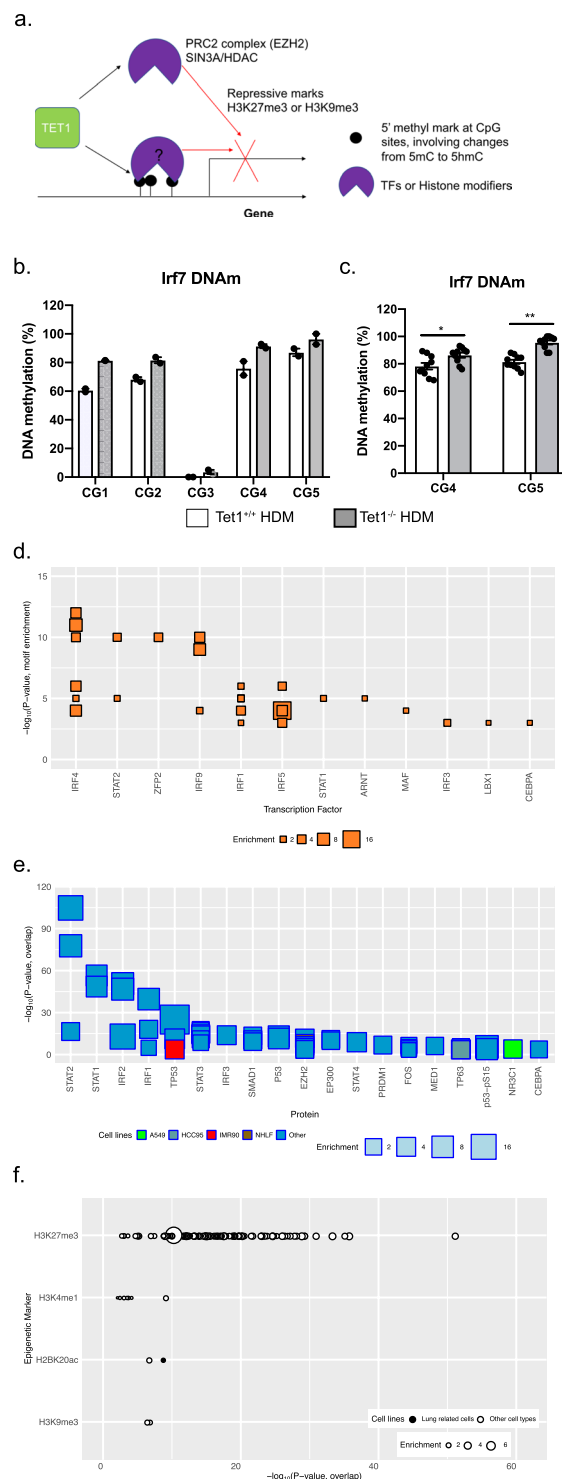 a.
PRC2 complex (EZH2)
SIN3A/HDAC
Repressive marks
H3K27me3 or H3K9me3
TET1
?
5' methyl mark at CpG
sites, involving changes
from 5mC to 5hmC
TFs or Histone modifiers
Gene
b.
Irf7 DNAm
DNA methylation (%)
120
100
80
60
40
20
0
CG1 CG2 CG3 CG4 CG5
c.
Irf7 DNAm
DNA methylation (%)
120
100
80
60
40
20
0
* **
CG4 CG5
Tet1+/+ HDM Tet1-/- HDM
d.
−log10(P−value, motif enrichment)
15
10
5
0
IRF4 STAT2 ZFP2 IRF9 IRF1 IRF5 STAT1 ARNT MAF IRF3 LBX1 CEBPA
Transcription Factor
Enrichment 2 4 8 16
e.
−log10(P−value, overlap)
120
90
60
30
0
STAT2 STAT1 IRF2 IRF1 TP53 STAT3 IRF3 SMAD1 P53 EZH2 EP300 STAT4 PRDM1 FOS MED1 TP63 p53−pS15 NR3C1 CEBPA
Protein
Cell lines A549 HCC95 IMR90 NHLF Other
Enrichment 2 4 8 16
f.
Epigenetic Marker
H3K27me3
H3K4me1
H2BK20ac
H3K9me3
Cell lines Lung related cells Other cell types
Enrichment 2 4 6
0 20 40 60
−log10(P−value, overlap)